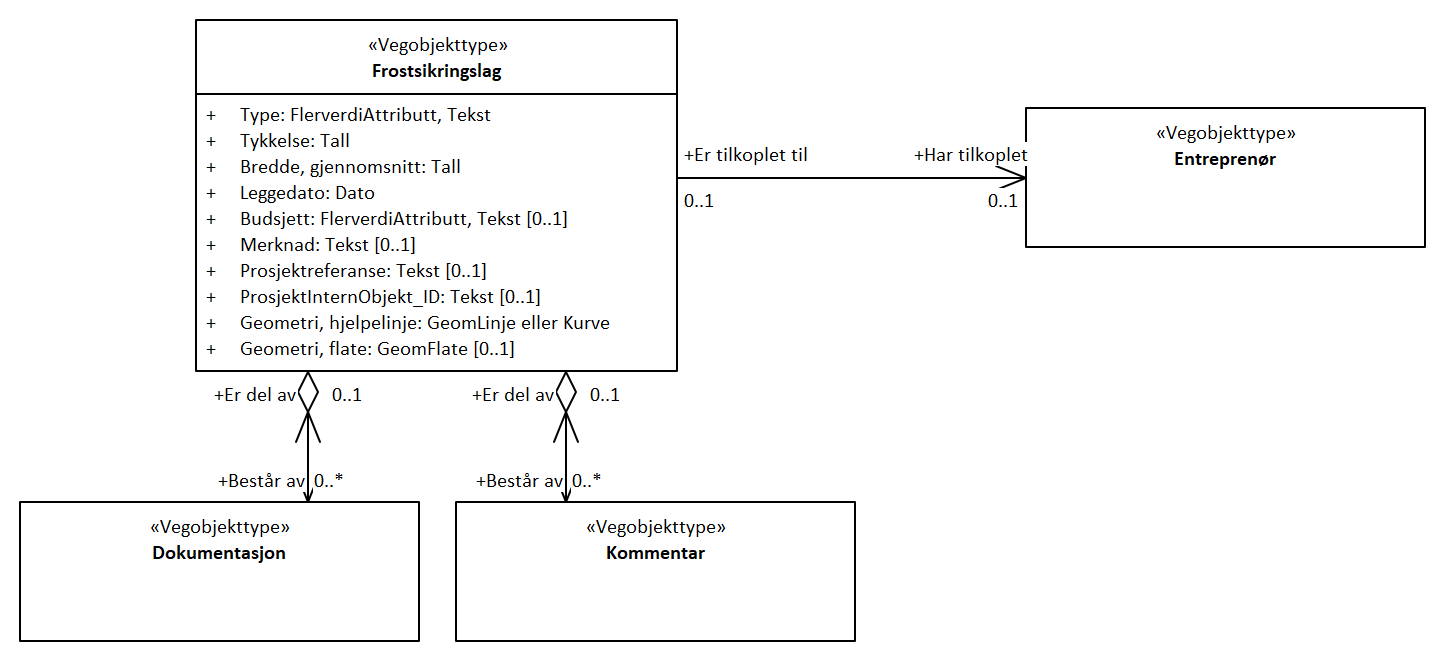 «Vegobjekttype»
Frostsikringslag
+ Type: FlerverdiAttributt, Tekst
+ Tykkelse: Tall
+ Bredde, gjennomsnitt: Tall
+ Leggedato: Dato
+ Budsjett: FlerverdiAttributt, Tekst [0..1]
+ Merknad: Tekst [0..1]
+ Prosjektreferanse: Tekst [0..1]
+ ProsjektInternObjekt_ID: Tekst [0..1]
+ Geometri, hjelpelinje: GeomLinje eller Kurve
+ Geometri, flate: GeomFlate [0..1]
+Er tilkoplet til
0..1
+Har tilkoplet
0..1
«Vegobjekttype»
Entreprenør
+Er del av 0..1
+Består av 0..*
+Er del av 0..1
+Består av 0..*
«Vegobjekttype»
Dokumentasjon
«Vegobjekttype»
Kommentar